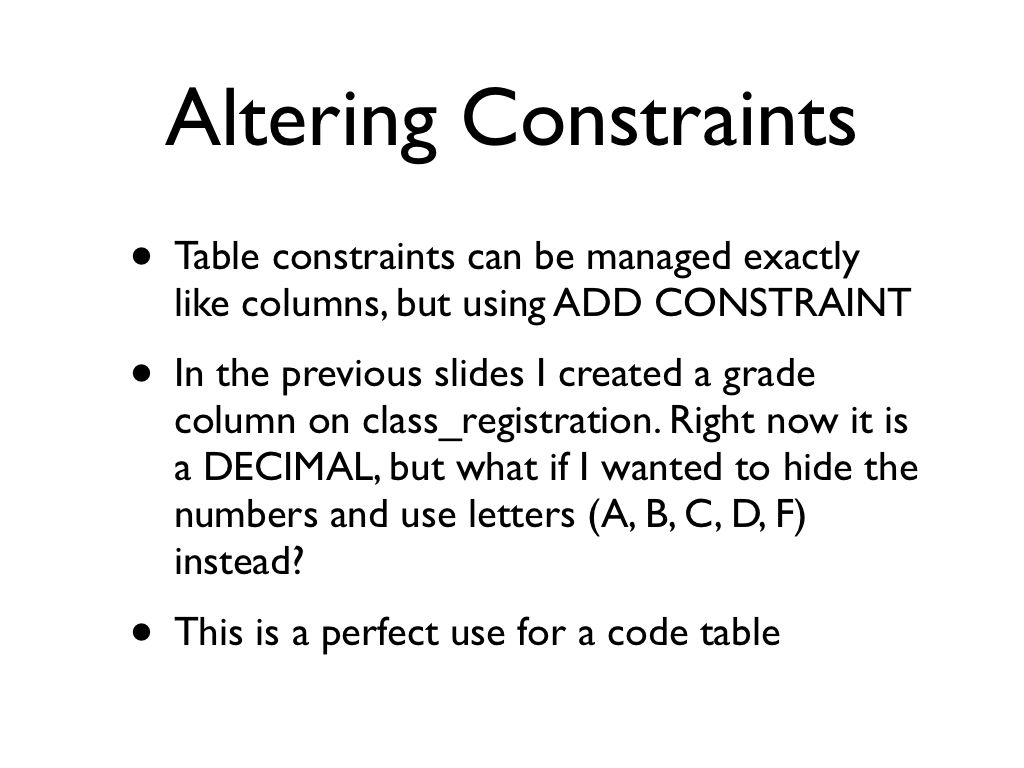 Altering Constraints
• Table constraints can be managed exactly
like columns, but using ADD CONSTRAINT
• In the previous slides I created a grade
column on class_registration. Right now it is
a DECIMAL, but what if I wanted to hide the
numbers and use letters (A, B, C, D, F)
instead?
• This is a perfect use for a code table